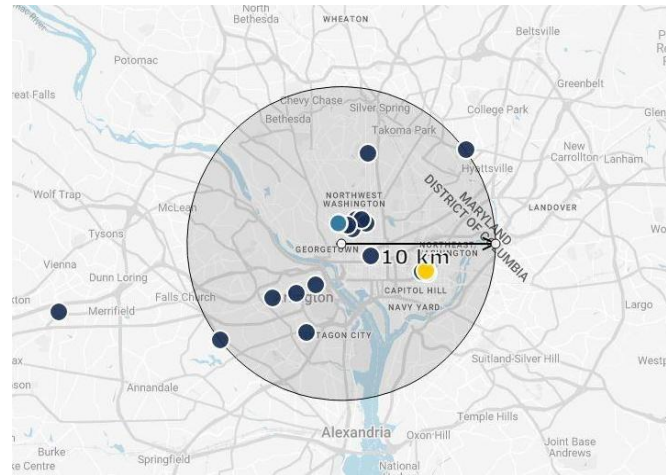 North
Bethesda
WHEATON
Beltsville
Potomac
Greenbelt
Great Falls
Chevy Chase
Silver Spring
Bethesda
Takoma Park
College Park
New
Carrollton
Lanham
Hyattsville
Wolf Trap
McLean
NORTHWEST
WASHINGTON
LANDOVER
Tysons
MARYLAND
DISTRICT OF COLUMBIA
GEORGETOWN
NORTHEAST
WASHINGTON
10 km
Vienna
Dunn Loring
Falls Church
CAPITOL HILL
Merrifield
NAVY YARD
Largo
TAGON CITY
Suitland-Silver Hill
Annandale
Temple Hills
Alexandria
Oxon Hill
Joint Base
Andrews
Burke
Springfield
National